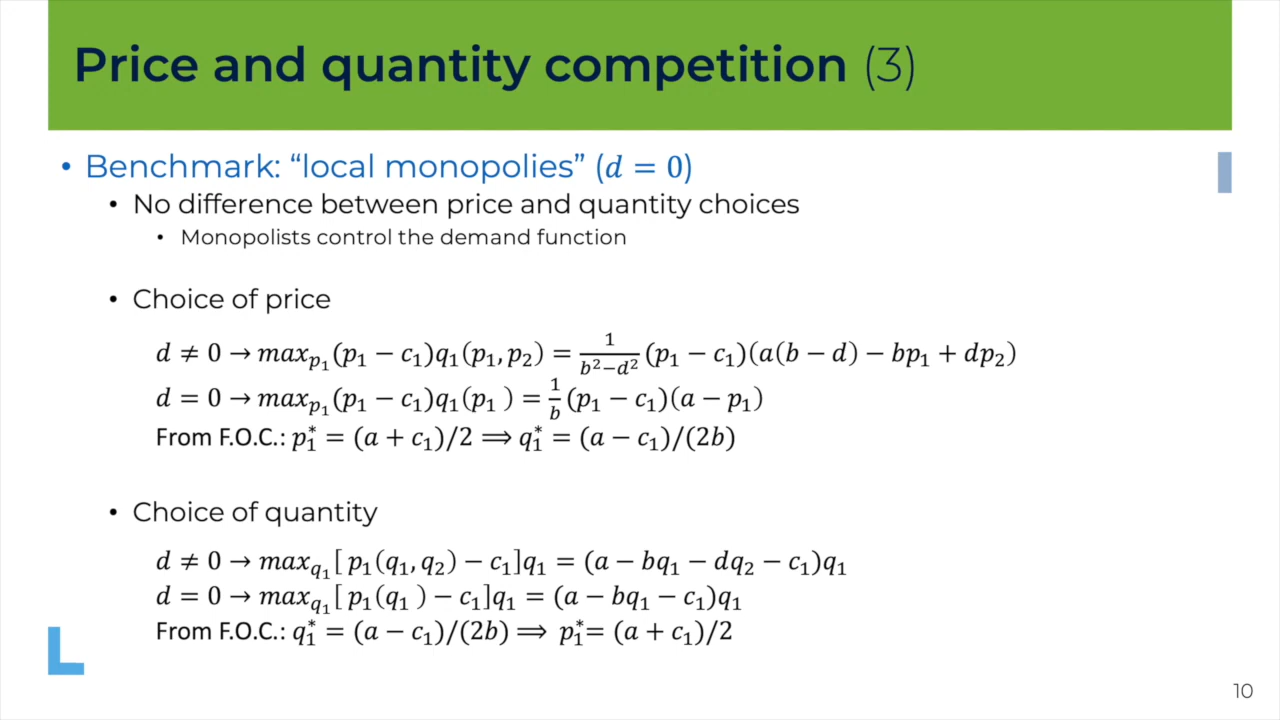 Price and quantity competition (3)
• Benchmark: “local monopolies” (d = 0)
• No difference between price and quantity choices
• Monopolists control the demand function
• Choice of price
d ≠ 0 → max_{p_1}(p_1 − c_1)q_1(p_1, p_2) = \frac{1}{b^2−d^2}(p_1 − c_1)(a(b − d) − bp_1 + dp_2)
d = 0 → max_{p_1}(p_1 − c_1)q_1(p_1 ) = \frac{1}{b}(p_1 − c_1)(a − p_1)
From F.O.C.: p_1^* = (a + c_1)/2 ⟹ q_1^* = (a − c_1)/(2b)
• Choice of quantity
d ≠ 0 → max_{q_1}[ p_1(q_1, q_2) − c_1]q_1 = (a − bq_1 − dq_2 − c_1)q_1
d = 0 → max_{q_1}[ p_1(q_1 ) − c_1]q_1 = (a − bq_1 − c_1)q_1
From F.O.C.: q_1^* = (a − c_1)/(2b) ⟹ p_1^* = (a + c_1)/2
10